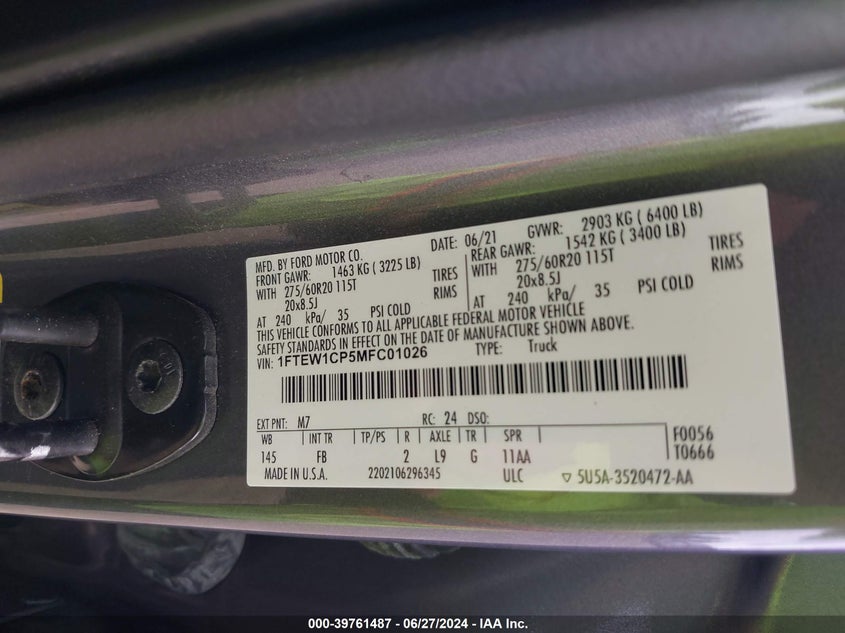 MFD. BY FORD MOTOR CO.
DATE: 06/21 GVWR: 2903 KG ( 6400 LB)
FRONT GAWR: 1463 KG ( 3225 LB) REAR GAWR: 1542 KG ( 3400 LB)
WITH 275/60R20 115T TIRES WITH 275/60R20 115T TIRES
20x8.5J RIMS 20x8.5J RIMS
AT 240 kPa/ 35 PSI COLD AT 240 kPa/ 35 PSI COLD
THIS VEHICLE CONFORMS TO ALL APPLICABLE FEDERAL MOTOR VEHICLE
SAFETY STANDARDS IN EFFECT ON THE DATE OF MANUFACTURE SHOWN ABOVE.
VIN: 1FTEW1CP5MFC01026 TYPE: Truck
EXT PNT: M7 RC: 24 DSO:
WB INT TR TP/PS R AXLE TR SPR F0056
145 FB 2 L9 G 11AA T0666
MADE IN U.S.A. 2202106296345 ULC ▽ 5U5A-3520472-AA
000-39761487 - 06/27/2024 - IAA Inc.